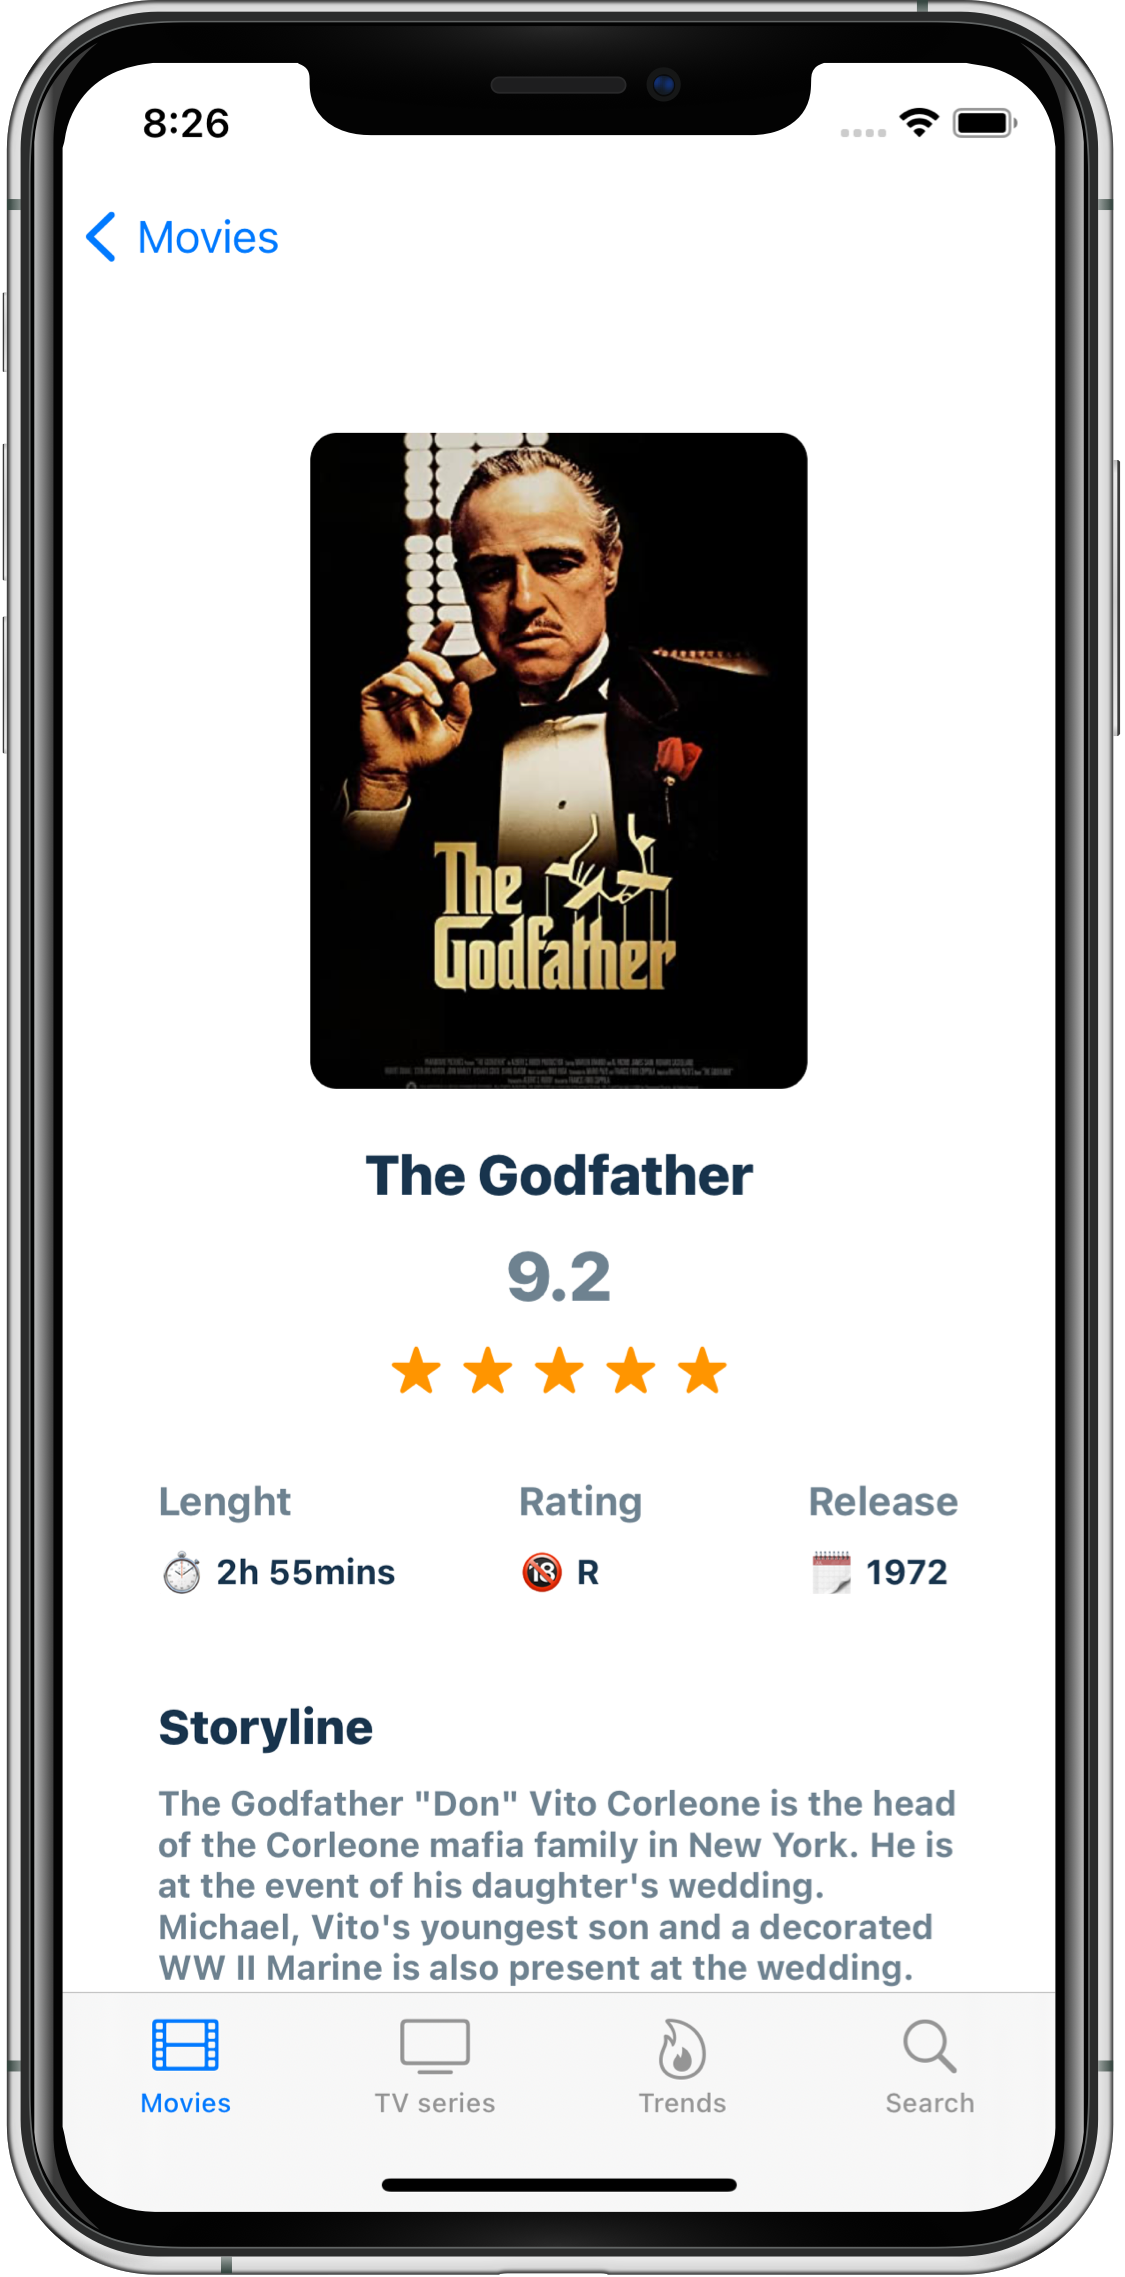 8:26
Movies
The
Godfather
The Godfather
9.2
Lenght
Rating
Release
2h 55mins
18
R
1972
Storyline
The Godfather "Don" Vito Corleone is the head
of the Corleone mafia family in New York. He is
at the event of his daughter's wedding.
Michael, Vito's youngest son and a decorated
WW II Marine is also present at the wedding.
Movies
TV series
Trends
Search